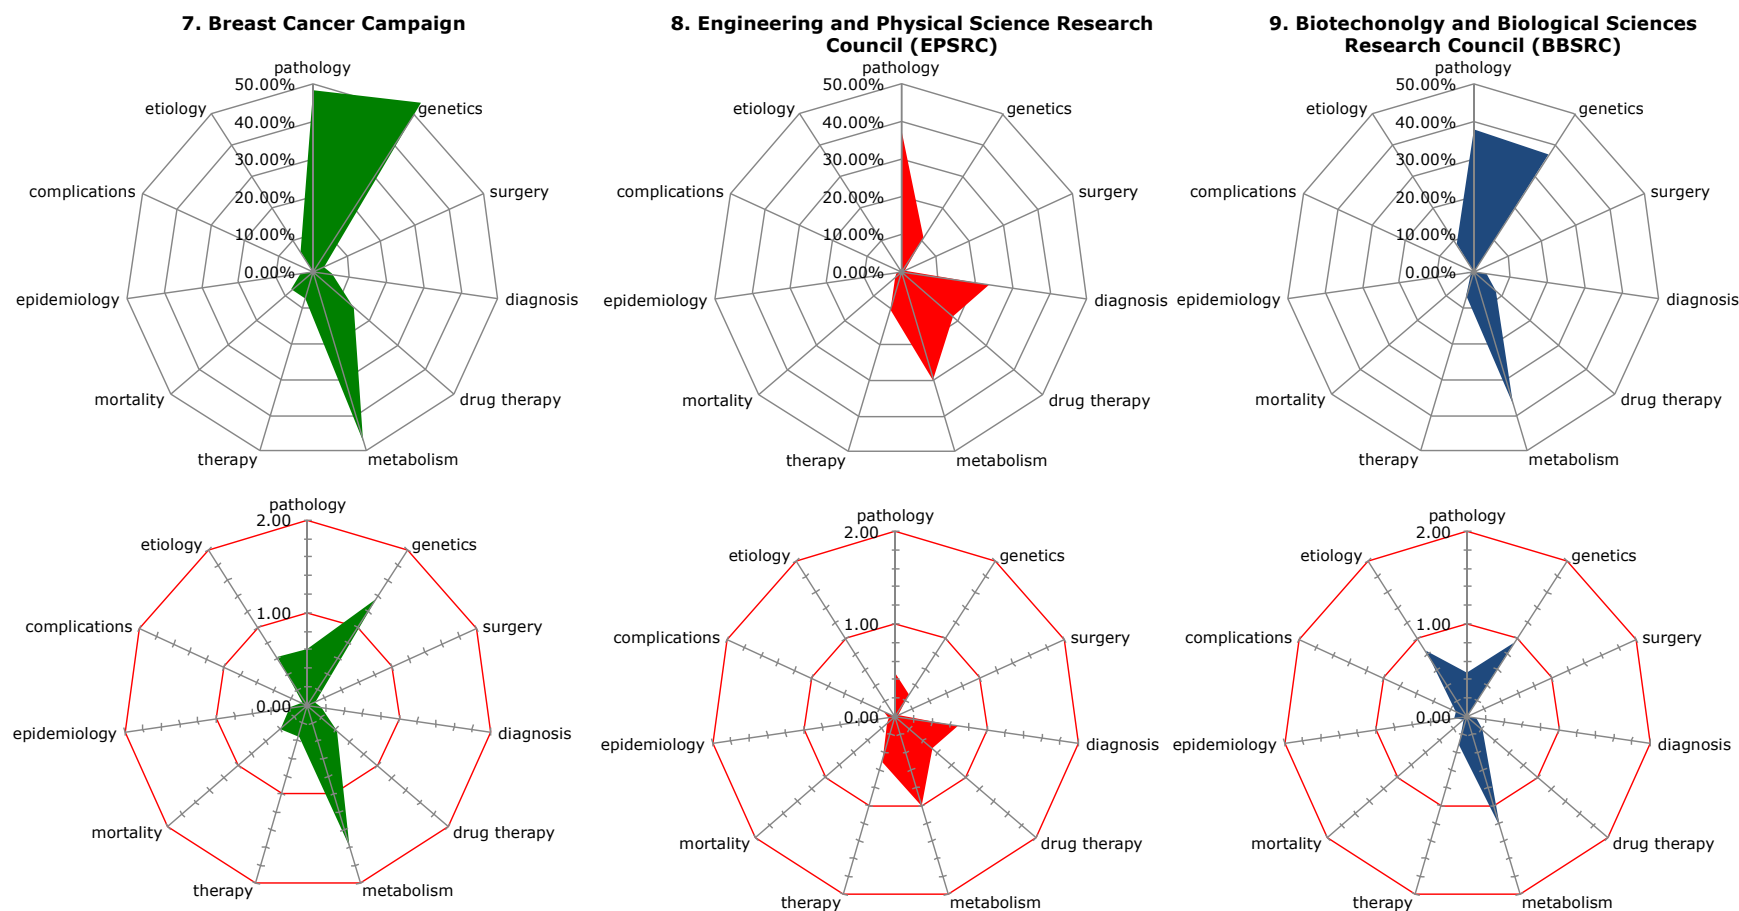 7. Breast Cancer Campaign
8. Engineering and Physical Science Research
Council (EPSRC)
9. Biotechonolgy and Biological Sciences
Research Council (BBSRC)
pathology
50.00%
etiology
genetics
40.00%
30.00%
complications
surgery
20.00%
10.00%
0.00%
epidemiology
diagnosis
mortality
drug therapy
therapy
metabolism
pathology
50.00%
etiology
genetics
40.00%
30.00%
complications
surgery
20.00%
10.00%
0.00%
epidemiology
diagnosis
mortality
drug therapy
therapy
metabolism
pathology
50.00%
etiology
genetics
40.00%
30.00%
complications
surgery
20.00%
10.00%
0.00%
epidemiology
diagnosis
mortality
drug therapy
therapy
metabolism
pathology
2.00
etiology
genetics
1.00
complications
surgery
0.00
epidemiology
diagnosis
mortality
drug therapy
therapy
metabolism
pathology
2.00
etiology
genetics
1.00
complications
surgery
0.00
epidemiology
diagnosis
mortality
drug therapy
therapy
metabolism
pathology
2.00
etiology
genetics
1.00
complications
surgery
0.00
epidemiology
diagnosis
mortality
drug therapy
therapy
metabolism